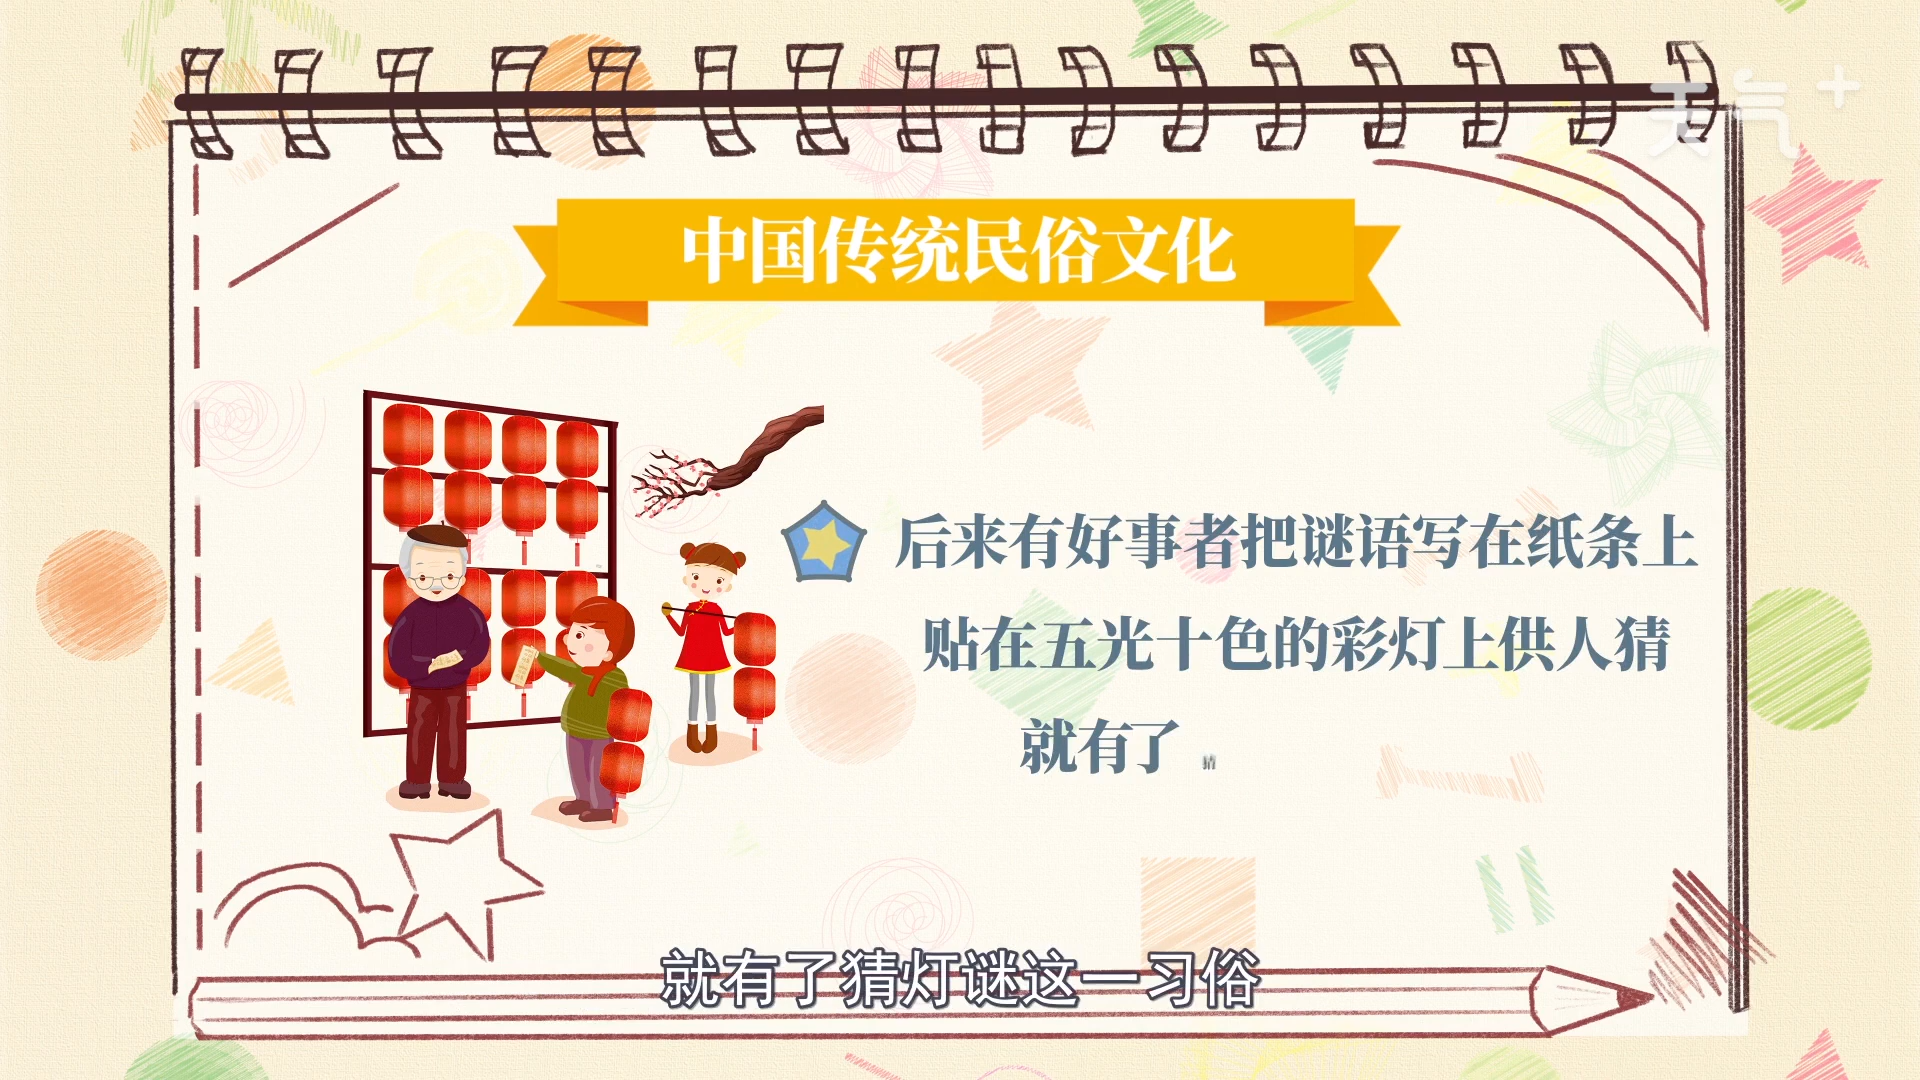 天气+
中国传统民俗文化
后来有好事者把谜语写在纸条上
贴在五光十色的彩灯上供人猜
就有了
就有了猜灯谜这一习俗